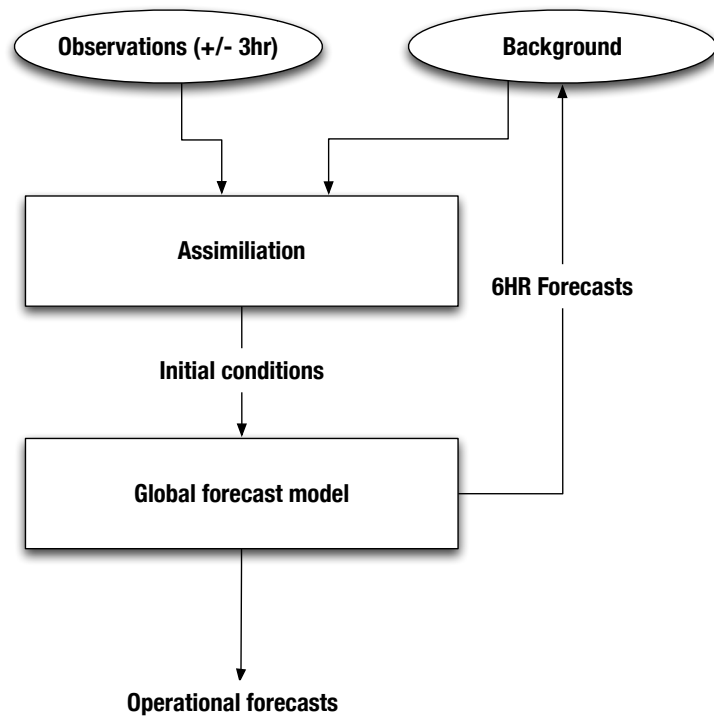 Observations (+/- 3hr)
Background
Assimiliation
6HR Forecasts
Initial conditions
Global forecast model
Operational forecasts